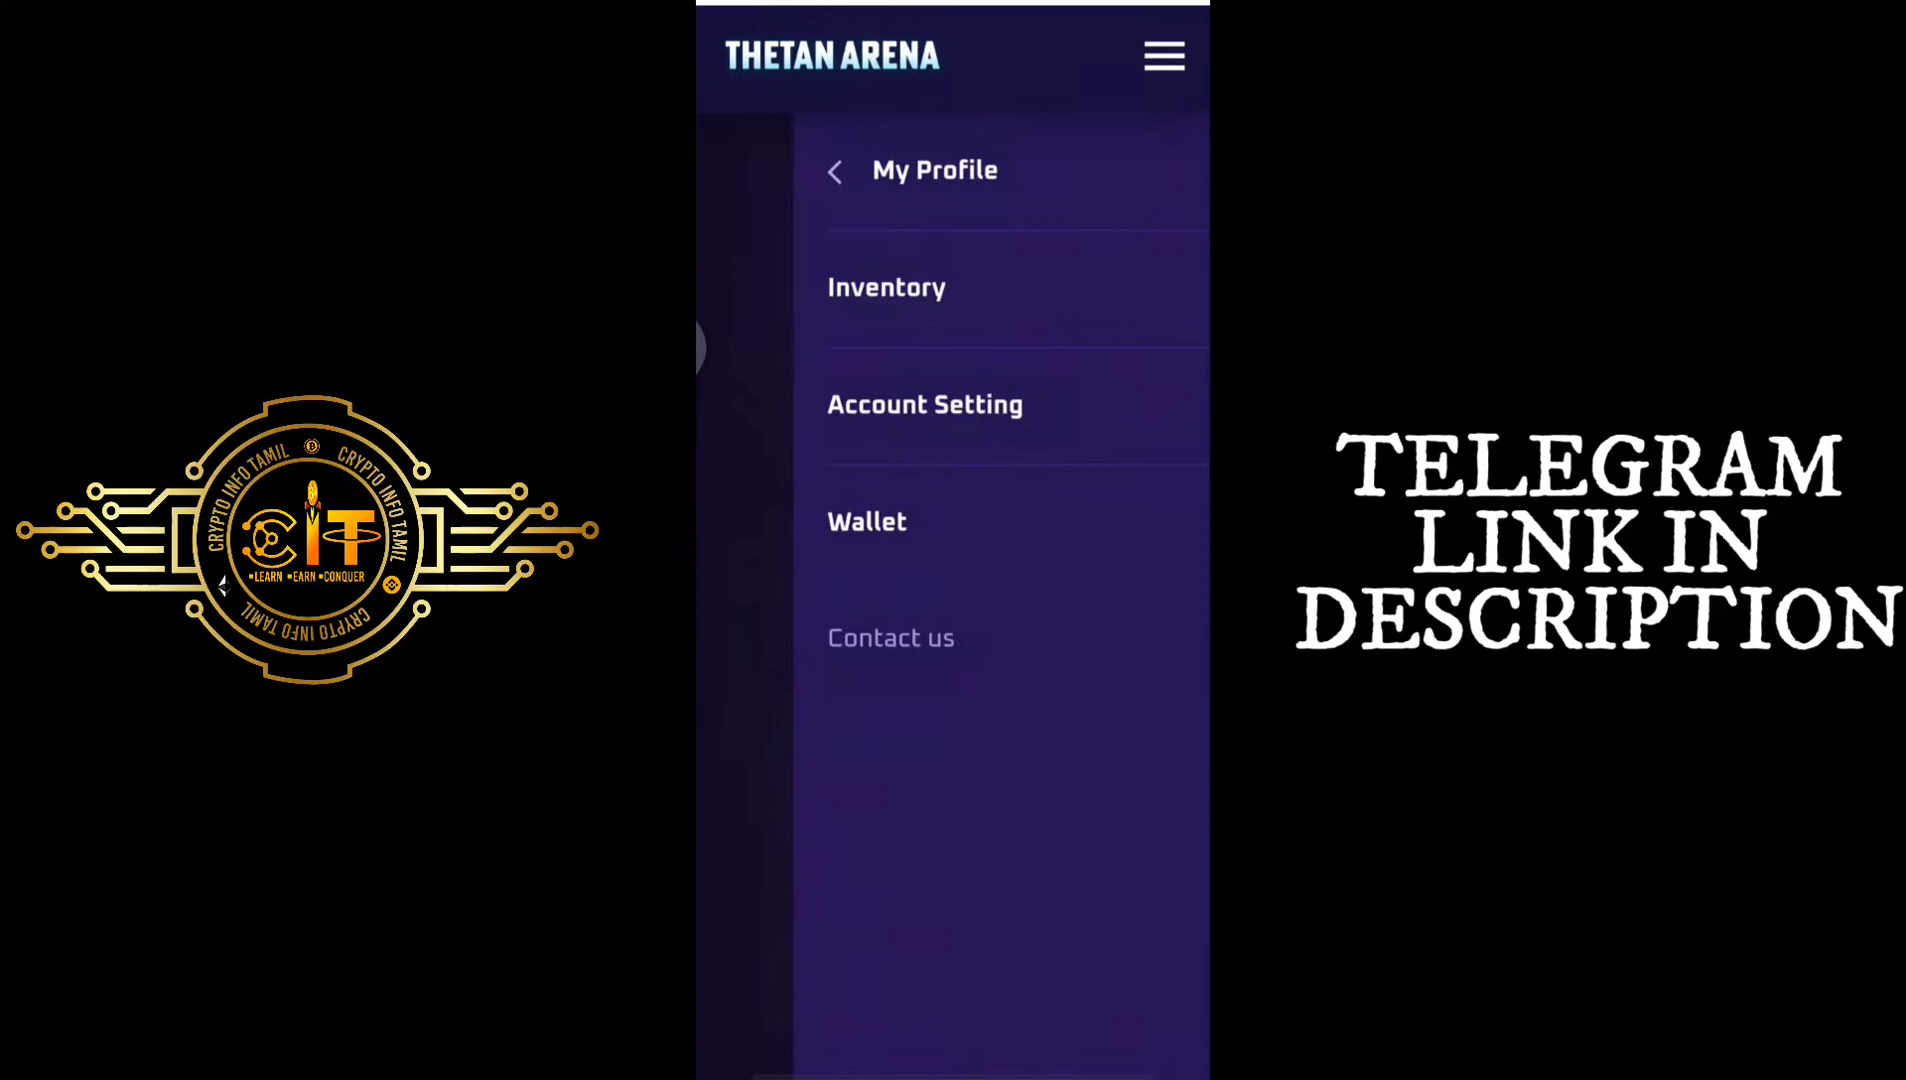 THETAN ARENA
My Profile
Inventory
Account Setting
Wallet
Contact us
CRYPTO INFO TAMIL
CRYPTO INFO TAMIL
CIT
▪LEARN ▪EARN ▪CONQUER
CRYPTO INFO TAMIL
TELEGRAM
LINK IN
DESCRIPTION